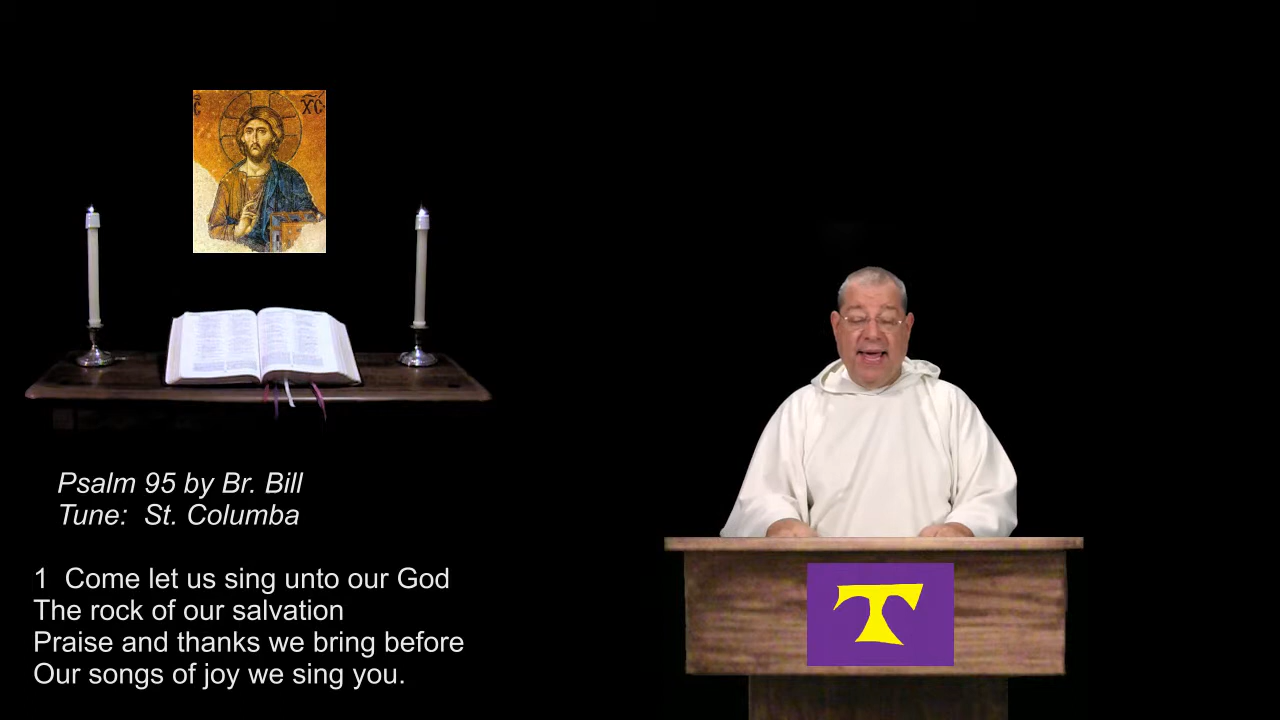 XC
Psalm 95 by Br. Bill
Tune: St. Columba
1 Come let us sing unto our God
The rock of our salvation
Praise and thanks we bring before
Our songs of joy we sing you.
T